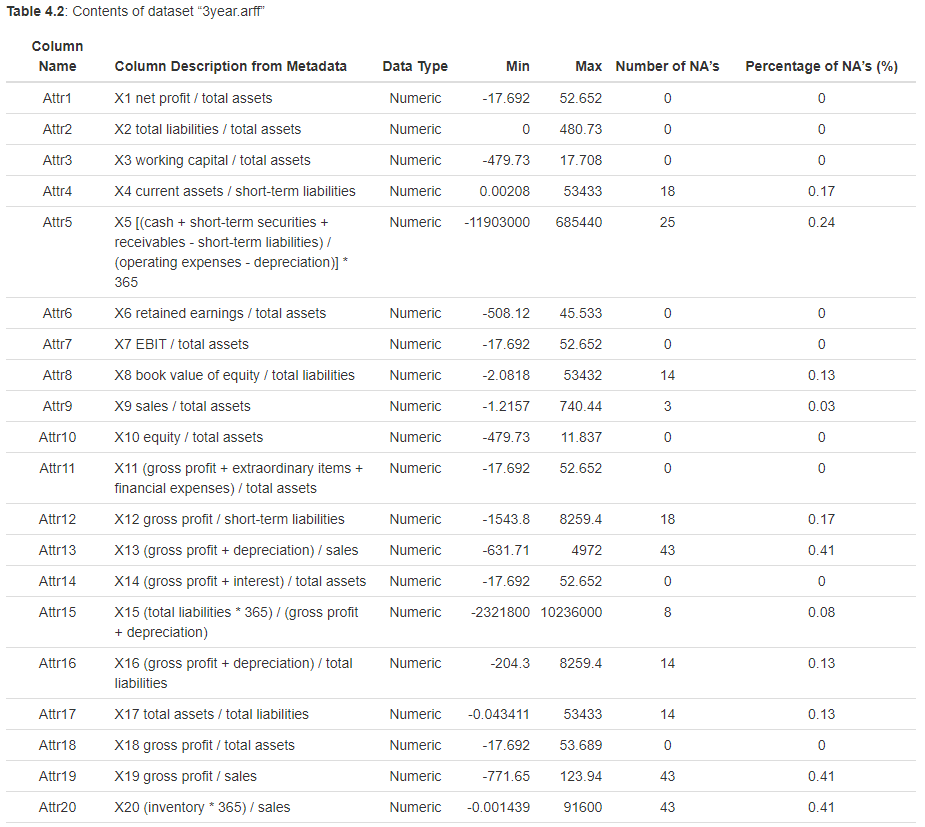 Table 4.2: Contents of dataset “3year.arff”
Column
Name Column Description from Metadata Data Type Min Max Number of NA’s Percentage of NA’s (%)
Attr1 X1 net profit / total assets Numeric -17.692 52.652 0 0
Attr2 X2 total liabilities / total assets Numeric 0 480.73 0 0
Attr3 X3 working capital / total assets Numeric -479.73 17.708 0 0
Attr4 X4 current assets / short-term liabilities Numeric 0.00208 53433 18 0.17
Attr5 X5 [(cash + short-term securities + Numeric -11903000 685440 25 0.24
receivables - short-term liabilities) /
(operating expenses - depreciation)] *
365
Attr6 X6 retained earnings / total assets Numeric -508.12 45.533 0 0
Attr7 X7 EBIT / total assets Numeric -17.692 52.652 0 0
Attr8 X8 book value of equity / total liabilities Numeric -2.0818 53432 14 0.13
Attr9 X9 sales / total assets Numeric -1.2157 740.44 3 0.03
Attr10 X10 equity / total assets Numeric -479.73 11.837 0 0
Attr11 X11 (gross profit + extraordinary items + Numeric -17.692 52.652 0 0
financial expenses) / total assets
Attr12 X12 gross profit / short-term liabilities Numeric -1543.8 8259.4 18 0.17
Attr13 X13 (gross profit + depreciation) / sales Numeric -631.71 4972 43 0.41
Attr14 X14 (gross profit + interest) / total assets Numeric -17.692 52.652 0 0
Attr15 X15 (total liabilities * 365) / (gross profit Numeric -2321800 10236000 8 0.08
+ depreciation)
Attr16 X16 (gross profit + depreciation) / total Numeric -204.3 8259.4 14 0.13
liabilities
Attr17 X17 total assets / total liabilities Numeric -0.043411 53433 14 0.13
Attr18 X18 gross profit / total assets Numeric -17.692 53.689 0 0
Attr19 X19 gross profit / sales Numeric -771.65 123.94 43 0.41
Attr20 X20 (inventory * 365) / sales Numeric -0.001439 91600 43 0.41